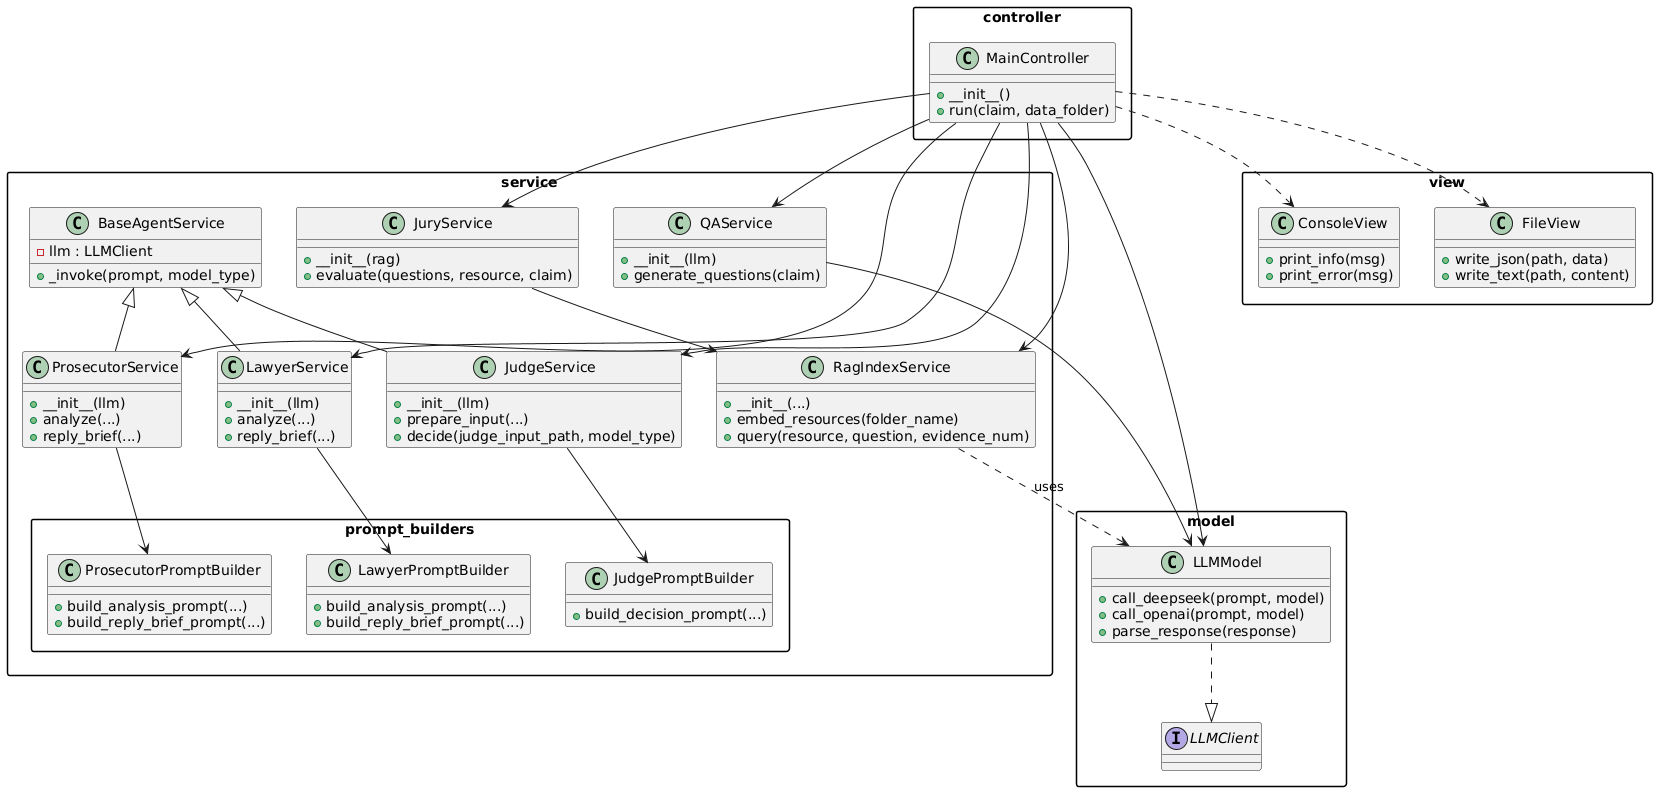 controller
C MainController
__init__()
run(claim, data_folder)
service
C BaseAgentService
llm : LLMClient
_invoke(prompt, model_type)
C JuryService
__init__(rag)
evaluate(questions, resource, claim)
C QAService
__init__(llm)
generate_questions(claim)
view
C ConsoleView
print_info(msg)
print_error(msg)
C FileView
write_json(path, data)
write_text(path, content)
C ProsecutorService
__init__(llm)
analyze(...)
reply_brief(...)
C LawyerService
__init__(llm)
analyze(...)
reply_brief(...)
C JudgeService
__init__(llm)
prepare_input(...)
decide(judge_input_path, model_type)
C RagIndexService
__init__(...)
embed_resources(folder_name)
query(resource, question, evidence_num)
uses
prompt_builders
C ProsecutorPromptBuilder
build_analysis_prompt(...)
build_reply_brief_prompt(...)
C LawyerPromptBuilder
build_analysis_prompt(...)
build_reply_brief_prompt(...)
C JudgePromptBuilder
build_decision_prompt(...)
model
C LLMModel
call_deepseek(prompt, model)
call_openai(prompt, model)
parse_response(response)
I LLMClient